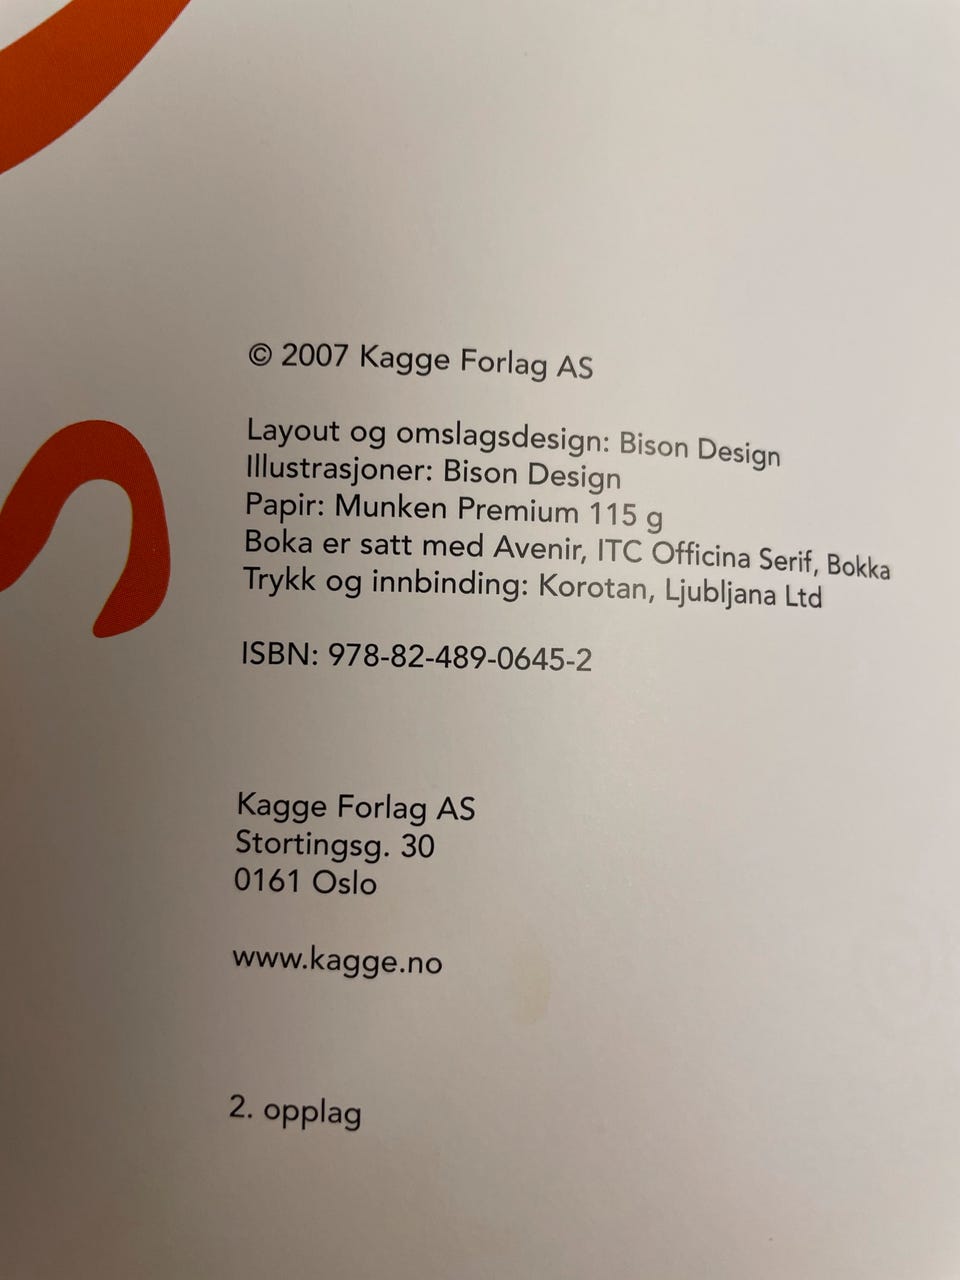 © 2007 Kagge Forlag AS
Layout og omslagsdesign: Bison Design
Illustrasjoner: Bison Design
Papir: Munken Premium 115 g
Boka er satt med Avenir, ITC Officina Serif, Bokka
Trykk og innbinding: Korotan, Ljubljana Ltd
ISBN: 978-82-489-0645-2
Kagge Forlag AS
Stortingsg. 30
0161 Oslo
www.kagge.no
2. opplag